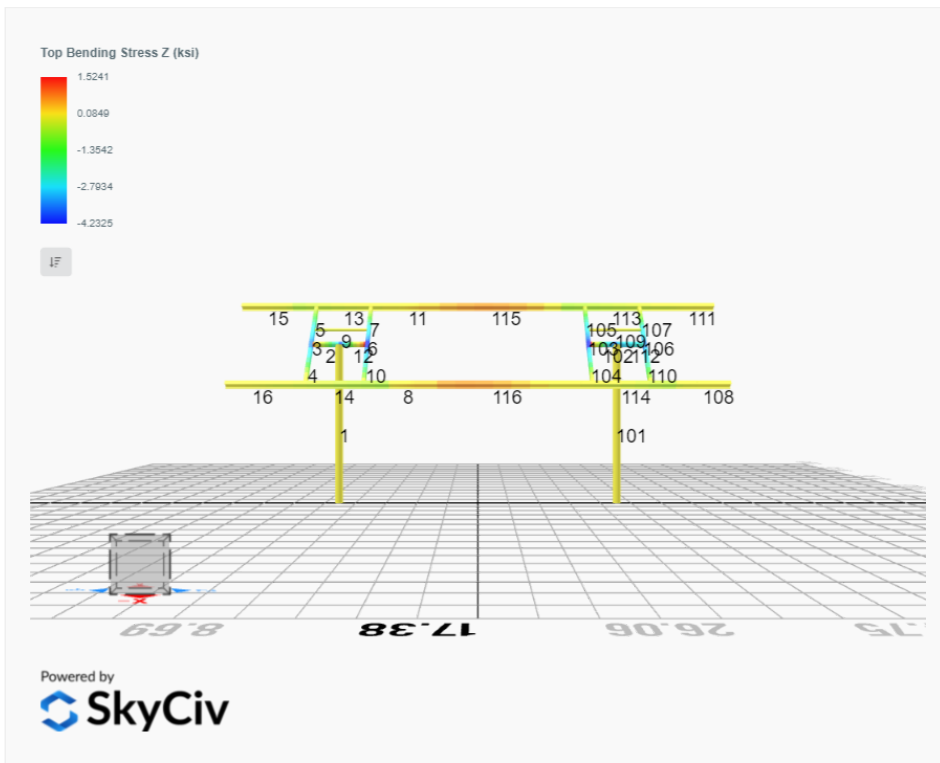 Top Bending Stress Z (ksi)
1.5241
0.0849
-1.3542
-2.7934
-4.2325
15 13 11 115 113 111
5 7 105 107
9 109
3 2 12 6 103 102 112 106
4 10 104 110
16 14 8 116 114 108
1 101
8.69 17.38 26.06
Powered by
SkyCiv